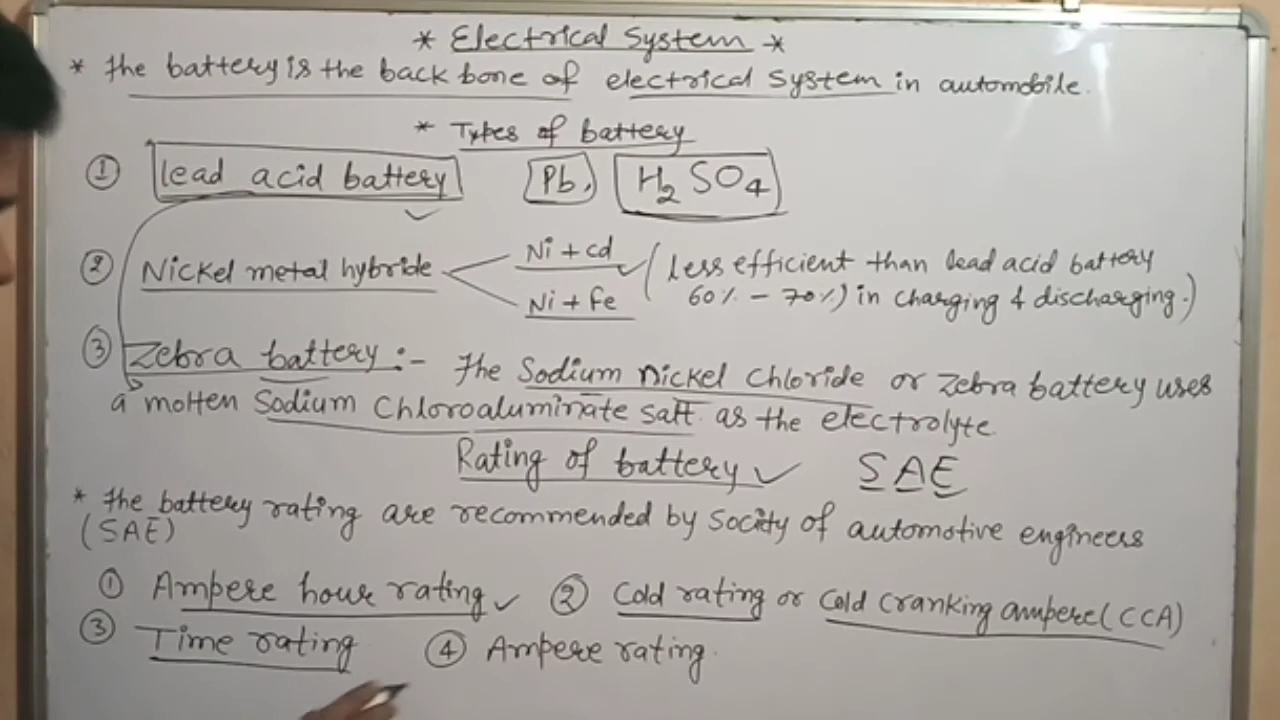 * Electrical System *
* The battery is the back bone of electrical system in automobile.
* Types of battery
① lead acid battery Pb. H₂SO₄
② Nickel metal hybride Ni + cd (less efficient than lead acid battery
Ni + Fe 60% - 70%) in charging & discharging.)
③ Zebra battery :- The Sodium nickel chloride or Zebra battery uses
a molten Sodium Chloroaluminate salt. as the electrolyte.
Rating of battery ✓ SAE
* The battery rating are recommended by Socity of automotive engineers
(SAE)
① Ampere hour rating ✓ ② Cold rating or Cold Cranking ampere (CCA)
③ Time rating ④ Ampere rating.